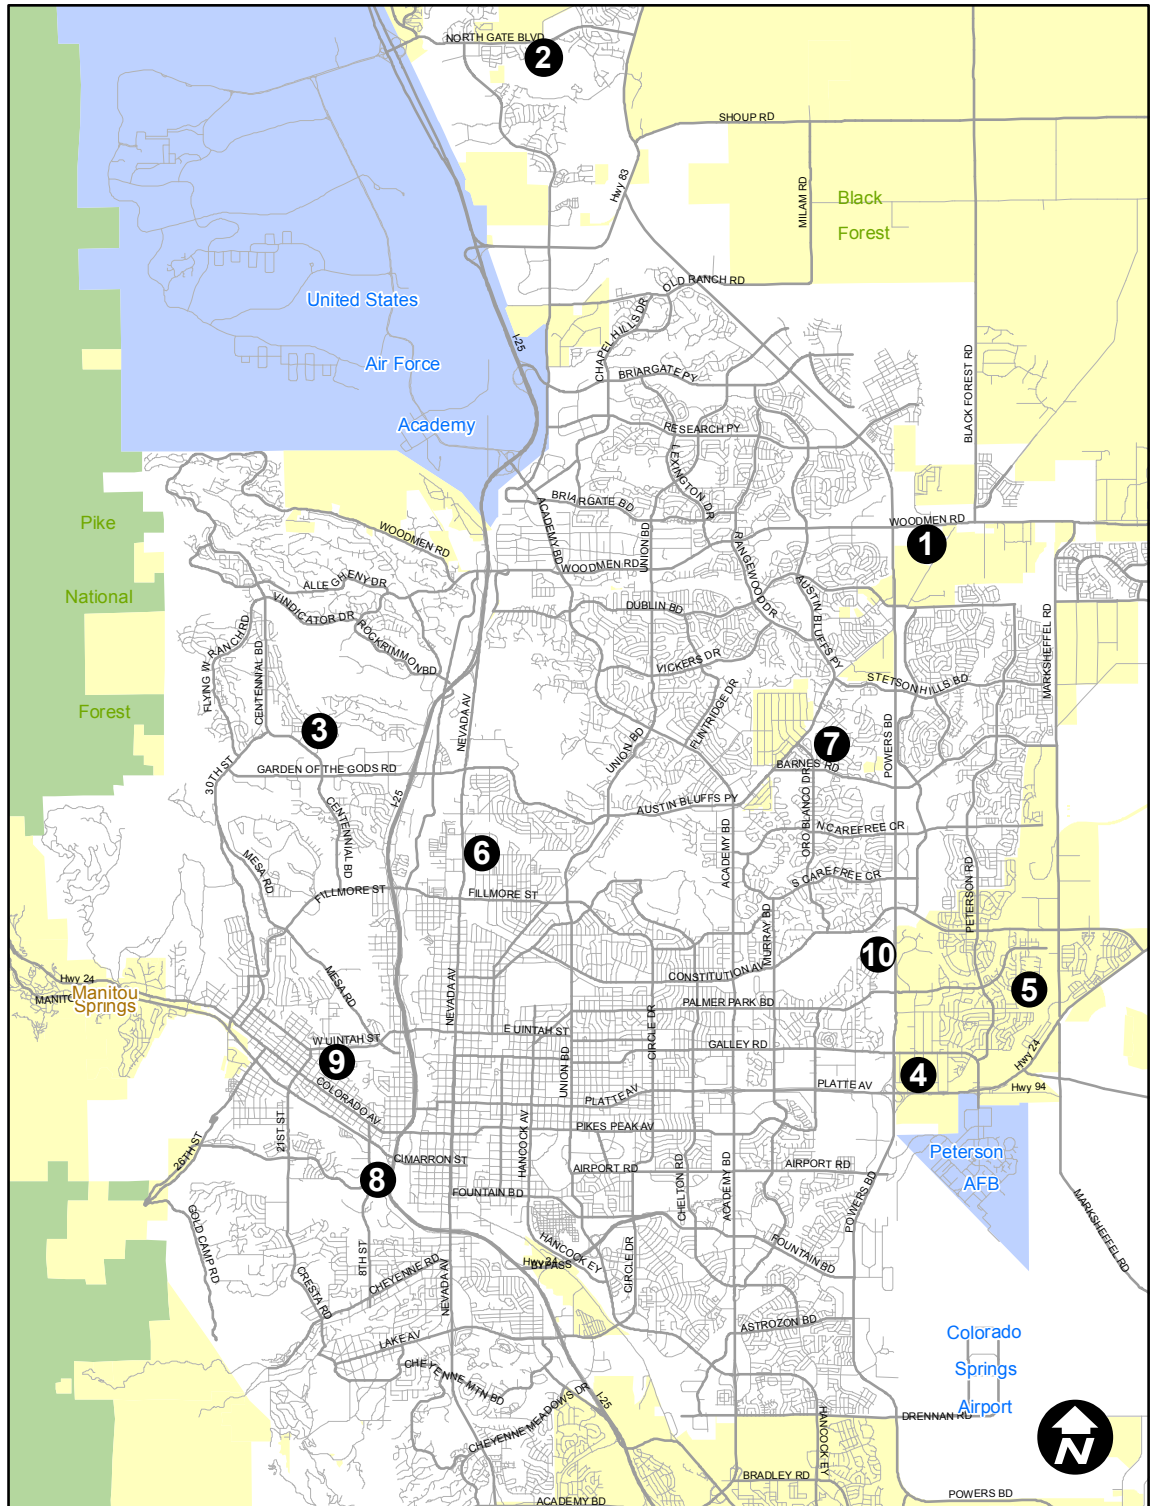 NORTH GATE BLVD
2
SHOUP RD
Hwy 83
MILAM RD
Black
Forest
OLD RANCH RD
United States
Air Force
Academy
I-25
CHAPEL HILLS DR
BRIARGATE PY
BLACK FOREST RD
RESEARCH PY
LEXINGTON DR
BRIARGATE BD
ACADEMY BD
UNION BD
WOODMEN RD
1
Pike
National
Forest
WOODMEN RD
WOODMEN RD
RANGEWOOD DR
AUSTIN BLUFFS PY
ALLEGHENY DR
VINDICATOR DR
ROCKRIMMON BD
DUBLIN BD
MARKSHEFFEL RD
FLYING W RANCH RD
CENTENNIAL BD
VICKERS DR
STETSON HILLS BD
FLINTRIDGE DR
NEVADA AV
3
UNION BD
7
POWERS BD
BARNES RD
30TH ST
GARDEN OF THE GODS RD
I-25
CENTENNIAL BD
AUSTIN BLUFFS PY
ORO BLANCO DR
N CAREFREE CR
ACADEMY BD
6
MESA RD
FILLMORE ST
FILLMORE ST
S CAREFREE CR
PETERSON RD
MURRAY BD
10
CONSTITUTION AV
Hwy 24
MANITO
Manitou
Springs
MESA RD
NEVADA AV
PALMER PARK BD
5
E UINTAH ST
CIRCLE DR
W UINTAH ST
9
GALLEY RD
UNION BD
Hwy 24
4
PLATTE AV
Hwy 94
COLORADO AV
PLATTE AV
21ST ST
HANCOCK AV
PIKES PEAK AV
26TH ST
CIMARRON ST
Peterson
AFB
8
AIRPORT RD
AIRPORT RD
CHELTON RD
ACADEMY BD
FOUNTAIN BD
POWERS BD
GOLD CAMP RD
MARKSHEFFEL RD
8TH ST
CHEYENNE RD
HANCOCK EY
FOUNTAIN BD
Hwy 24
BYPASS
CIRCLE DR
CRESTA RD
NEVADA AV
ASTROZON BD
Colorado
Springs
Airport
LAKE AV
CHEYENNE MTN BD
CHEYENNE MEADOWS DR
I-25
HANCOCK EY
DRENNAN RD
N
BRADLEY RD
POWERS BD
ACADEMY BD